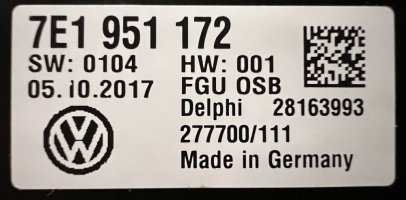 7E1 951 172
SW: 0104 HW: 001
05.10.2017 FGU OSB
Delphi 28163993
277700/111
Made in Germany